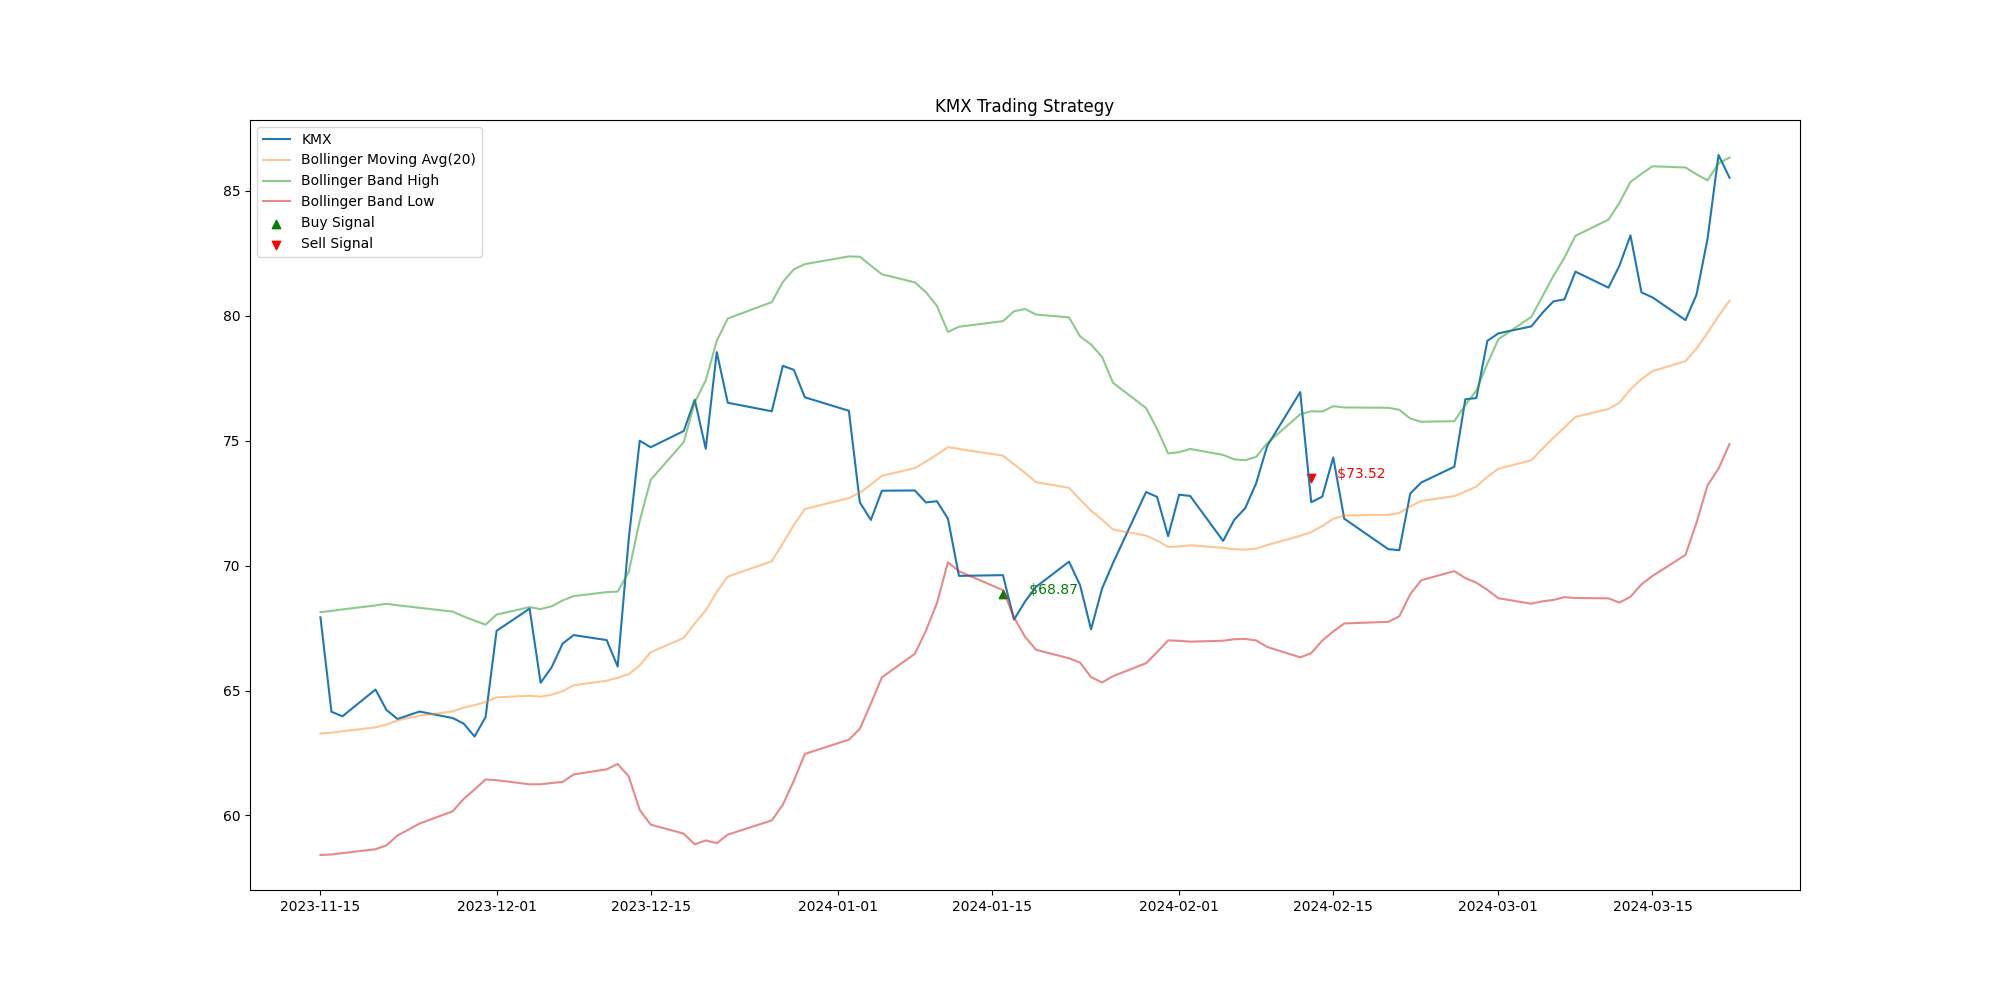 KMX Trading Strategy
KMX
Bollinger Moving Avg(20)
Bollinger Band High
Bollinger Band Low
Buy Signal
Sell Signal
85
80
75
70
65
60
$73.52
$68.87
2023-11-15 2023-12-01 2023-12-15 2024-01-01 2024-01-15 2024-02-01 2024-02-15 2024-03-01 2024-03-15